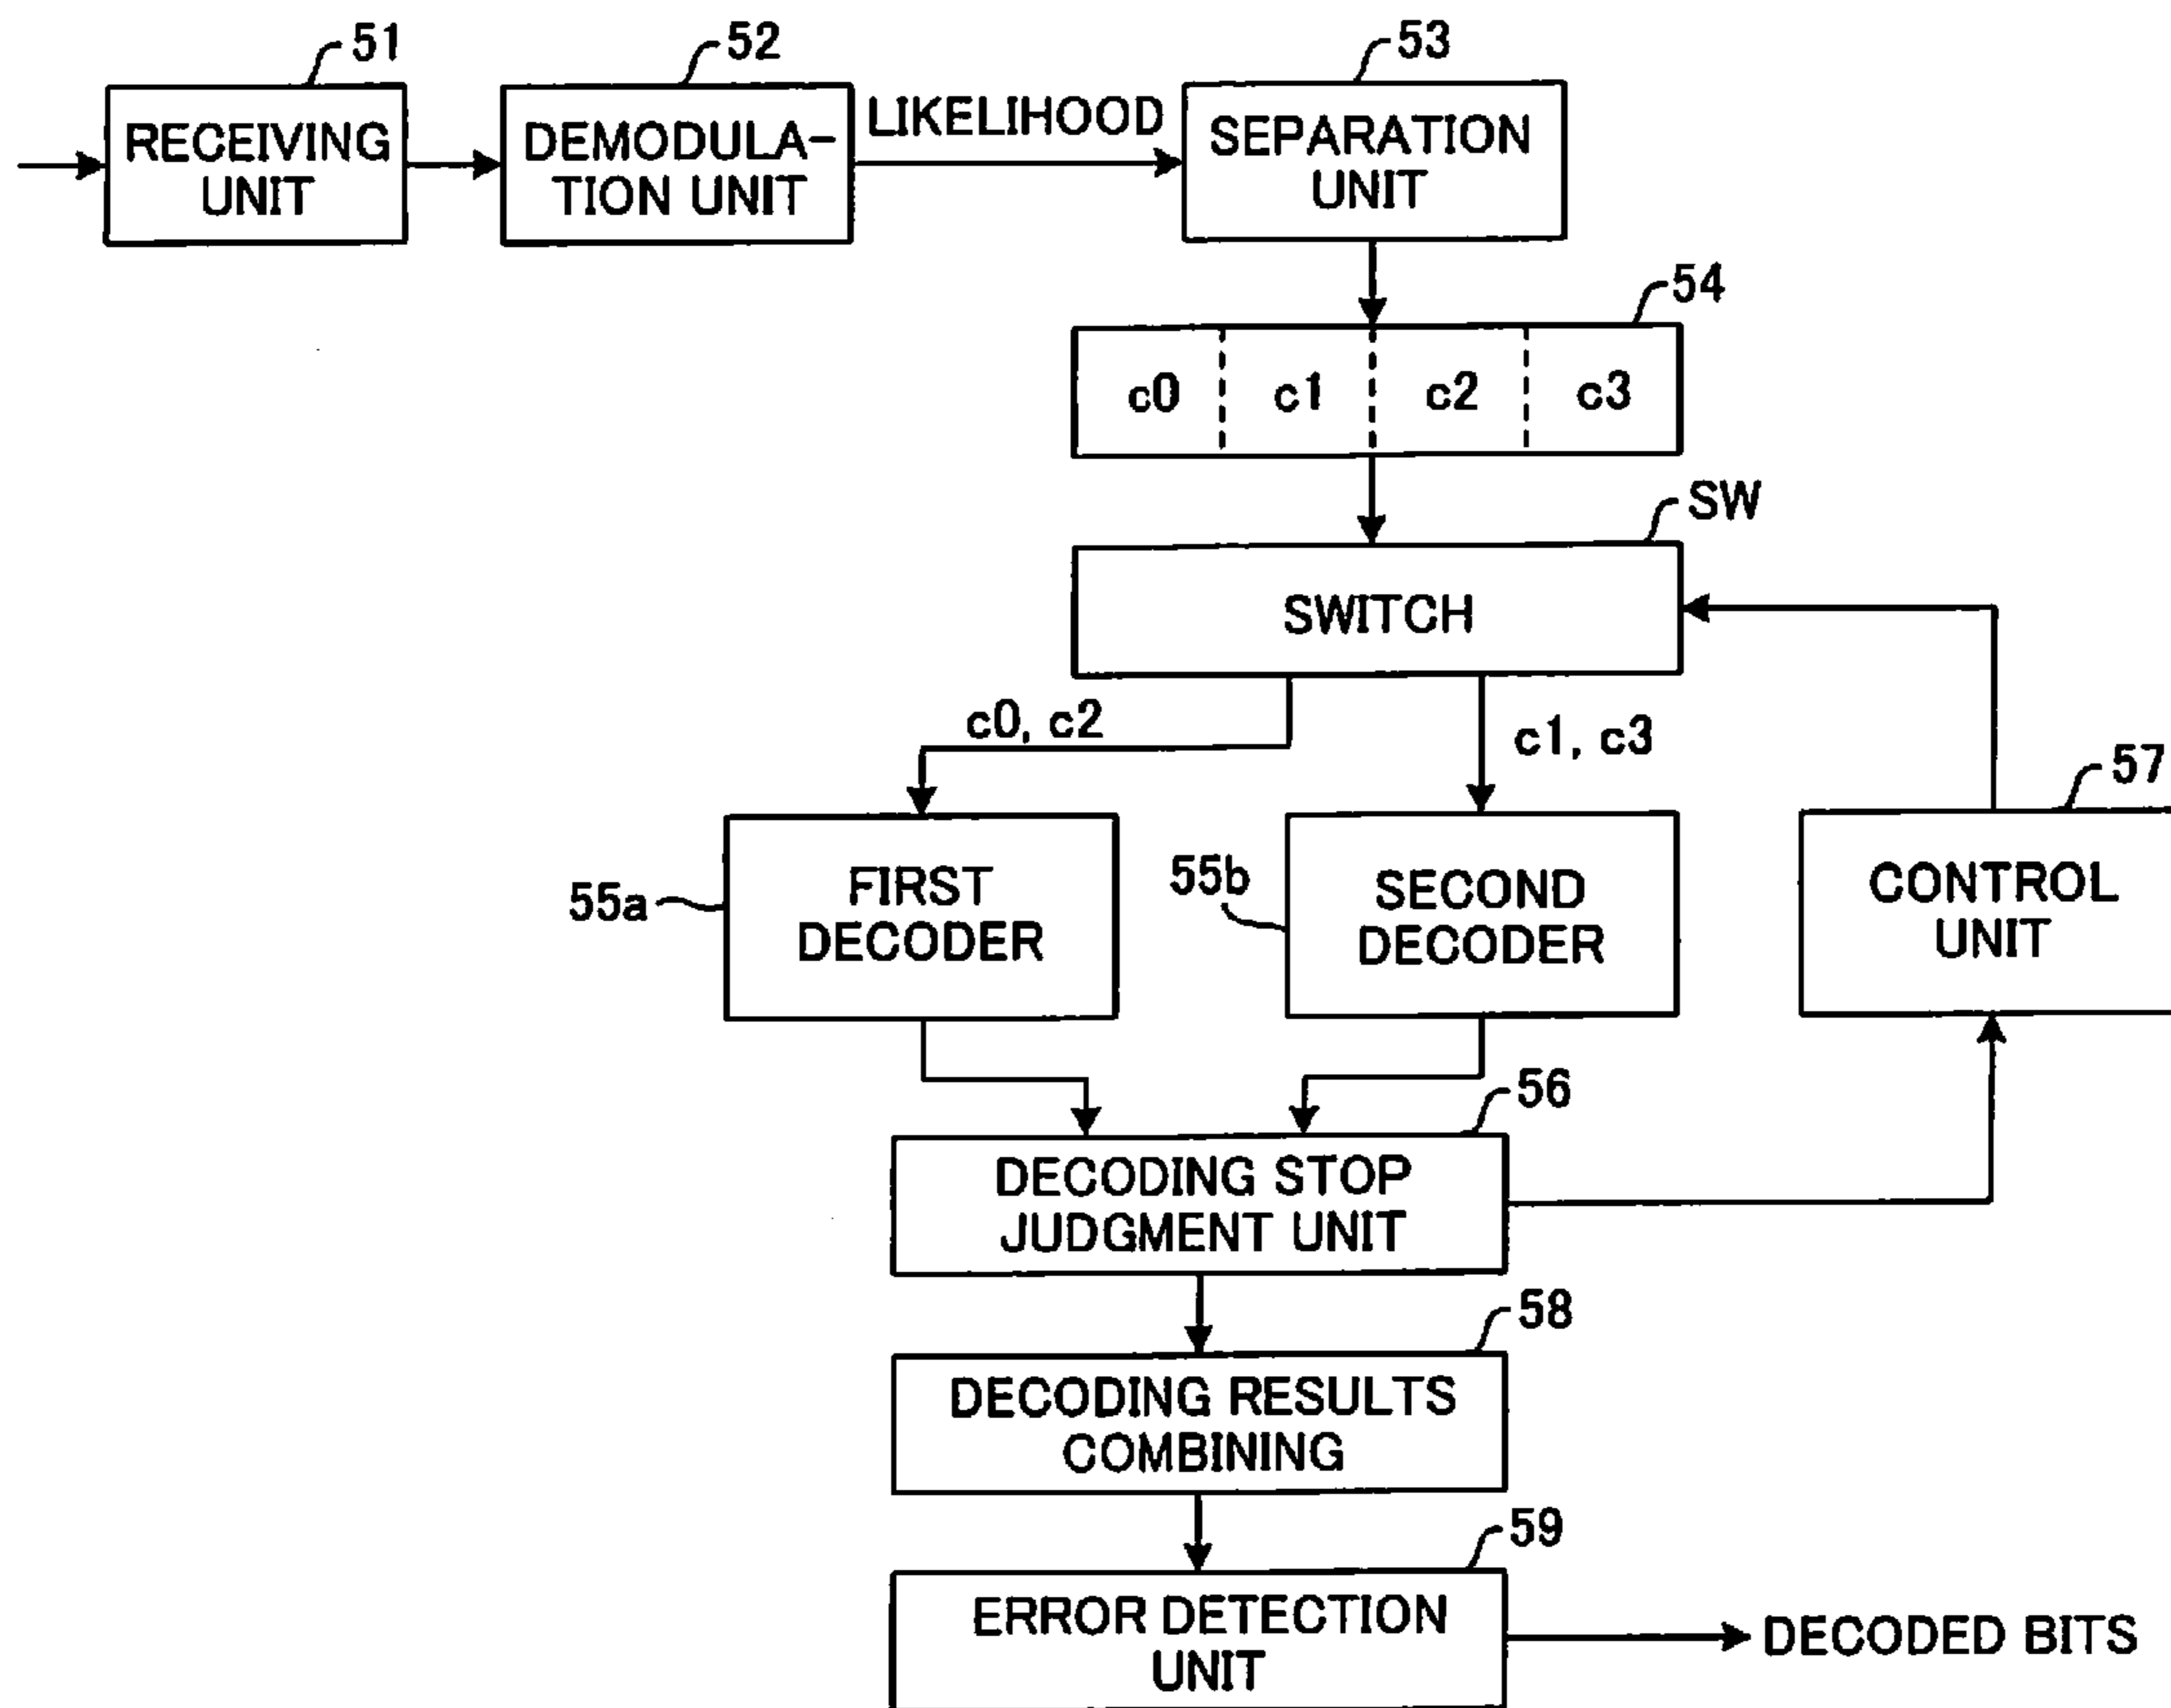 51
52
53
RECEIVING
UNIT
DEMODULA-
TION UNIT
LIKELIHOOD
SEPARATION
UNIT
54
c0
c1
c2
c3
SW
SWITCH
c0, c2
c1, c3
57
55a
FIRST
DECODER
55b
SECOND
DECODER
CONTROL
UNIT
56
DECODING STOP
JUDGMENT UNIT
58
DECODING RESULTS
COMBINING
59
ERROR DETECTION
UNIT
DECODED BITS